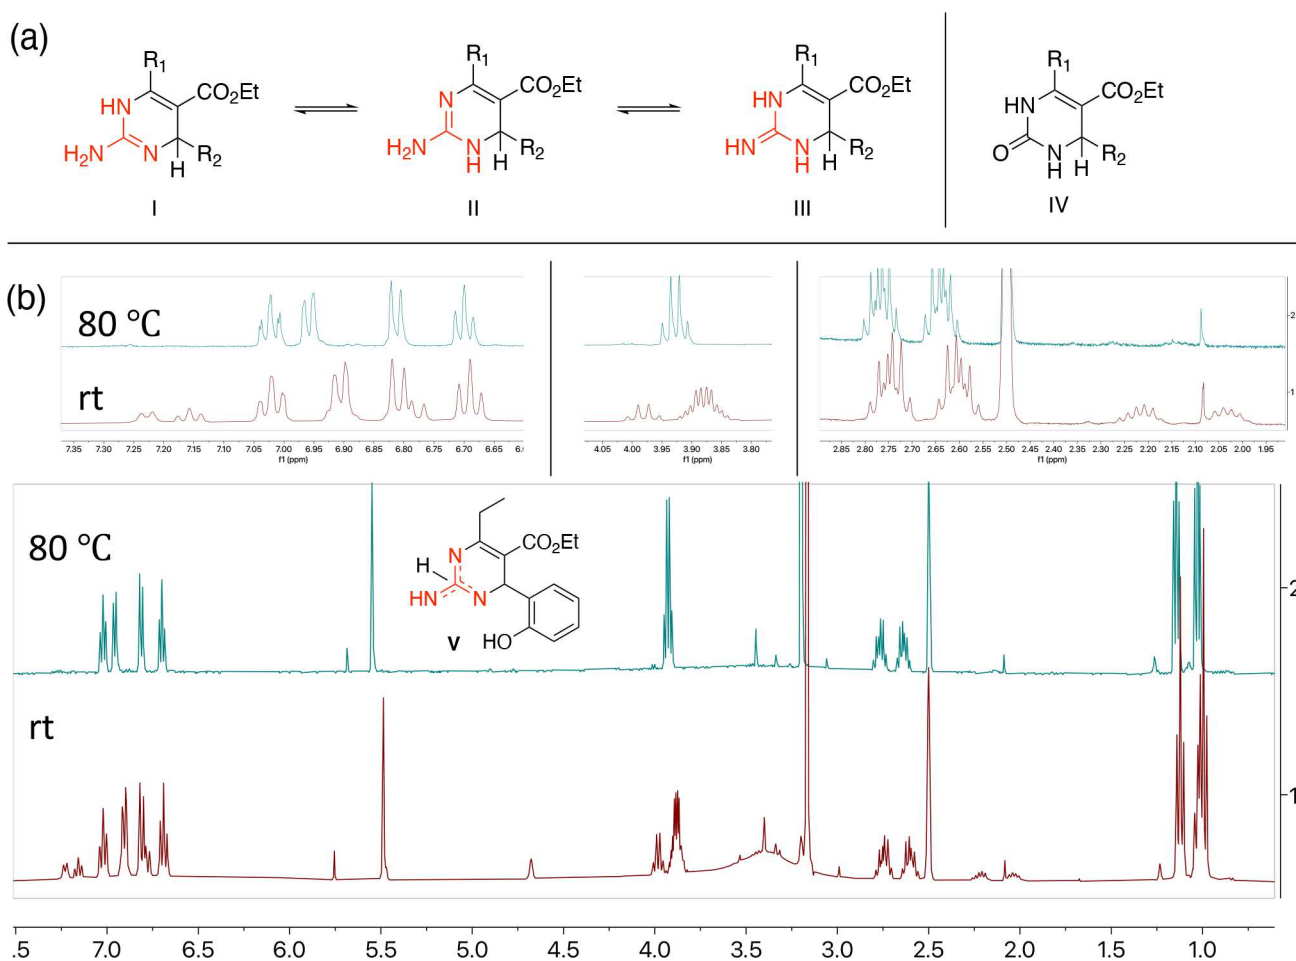 (a)
R1 CO2Et HN H2N N R2 H
R1 CO2Et N H2N N H H R2
R1 CO2Et HN HN N H H R2
R1 CO2Et HN O N H H R2
I II III IV
(b)
80 °C
rt
7.35 7.30 7.25 7.20 7.15 7.10 7.05 7.00 6.95 6.90 6.85 6.80 6.75 6.70 6.65 6.
f1 (ppm)
4.05 4.00 3.95 3.90 3.85 3.80
f1 (ppm)
2.85 2.80 2.75 2.70 2.65 2.60 2.55 2.50 2.45 2.40 2.35 2.30 2.25 2.20 2.15 2.10 2.05 2.00 1.95
f1 (ppm)
2
1
80 °C
CO2Et
H N
HN N
V HO
2
rt
1
.5 7.0 6.5 6.0 5.5 5.0 4.5 4.0 3.5 3.0 2.5 2.0 1.5 1.0